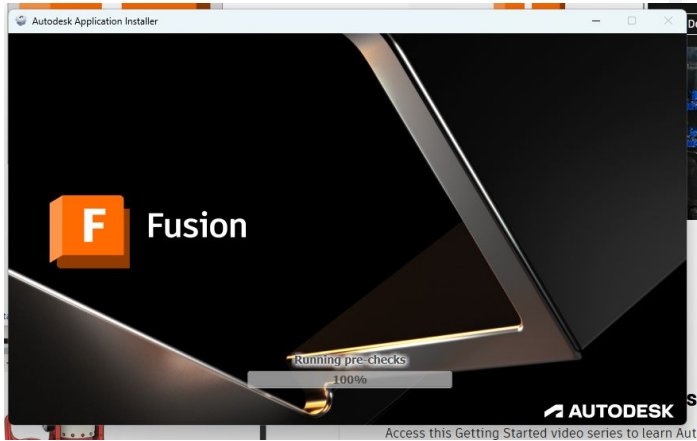 Autodesk Application Installer
F
Fusion
Running pre-checks
100%
AUTODESK
Access this Getting Started video series to learn Aut